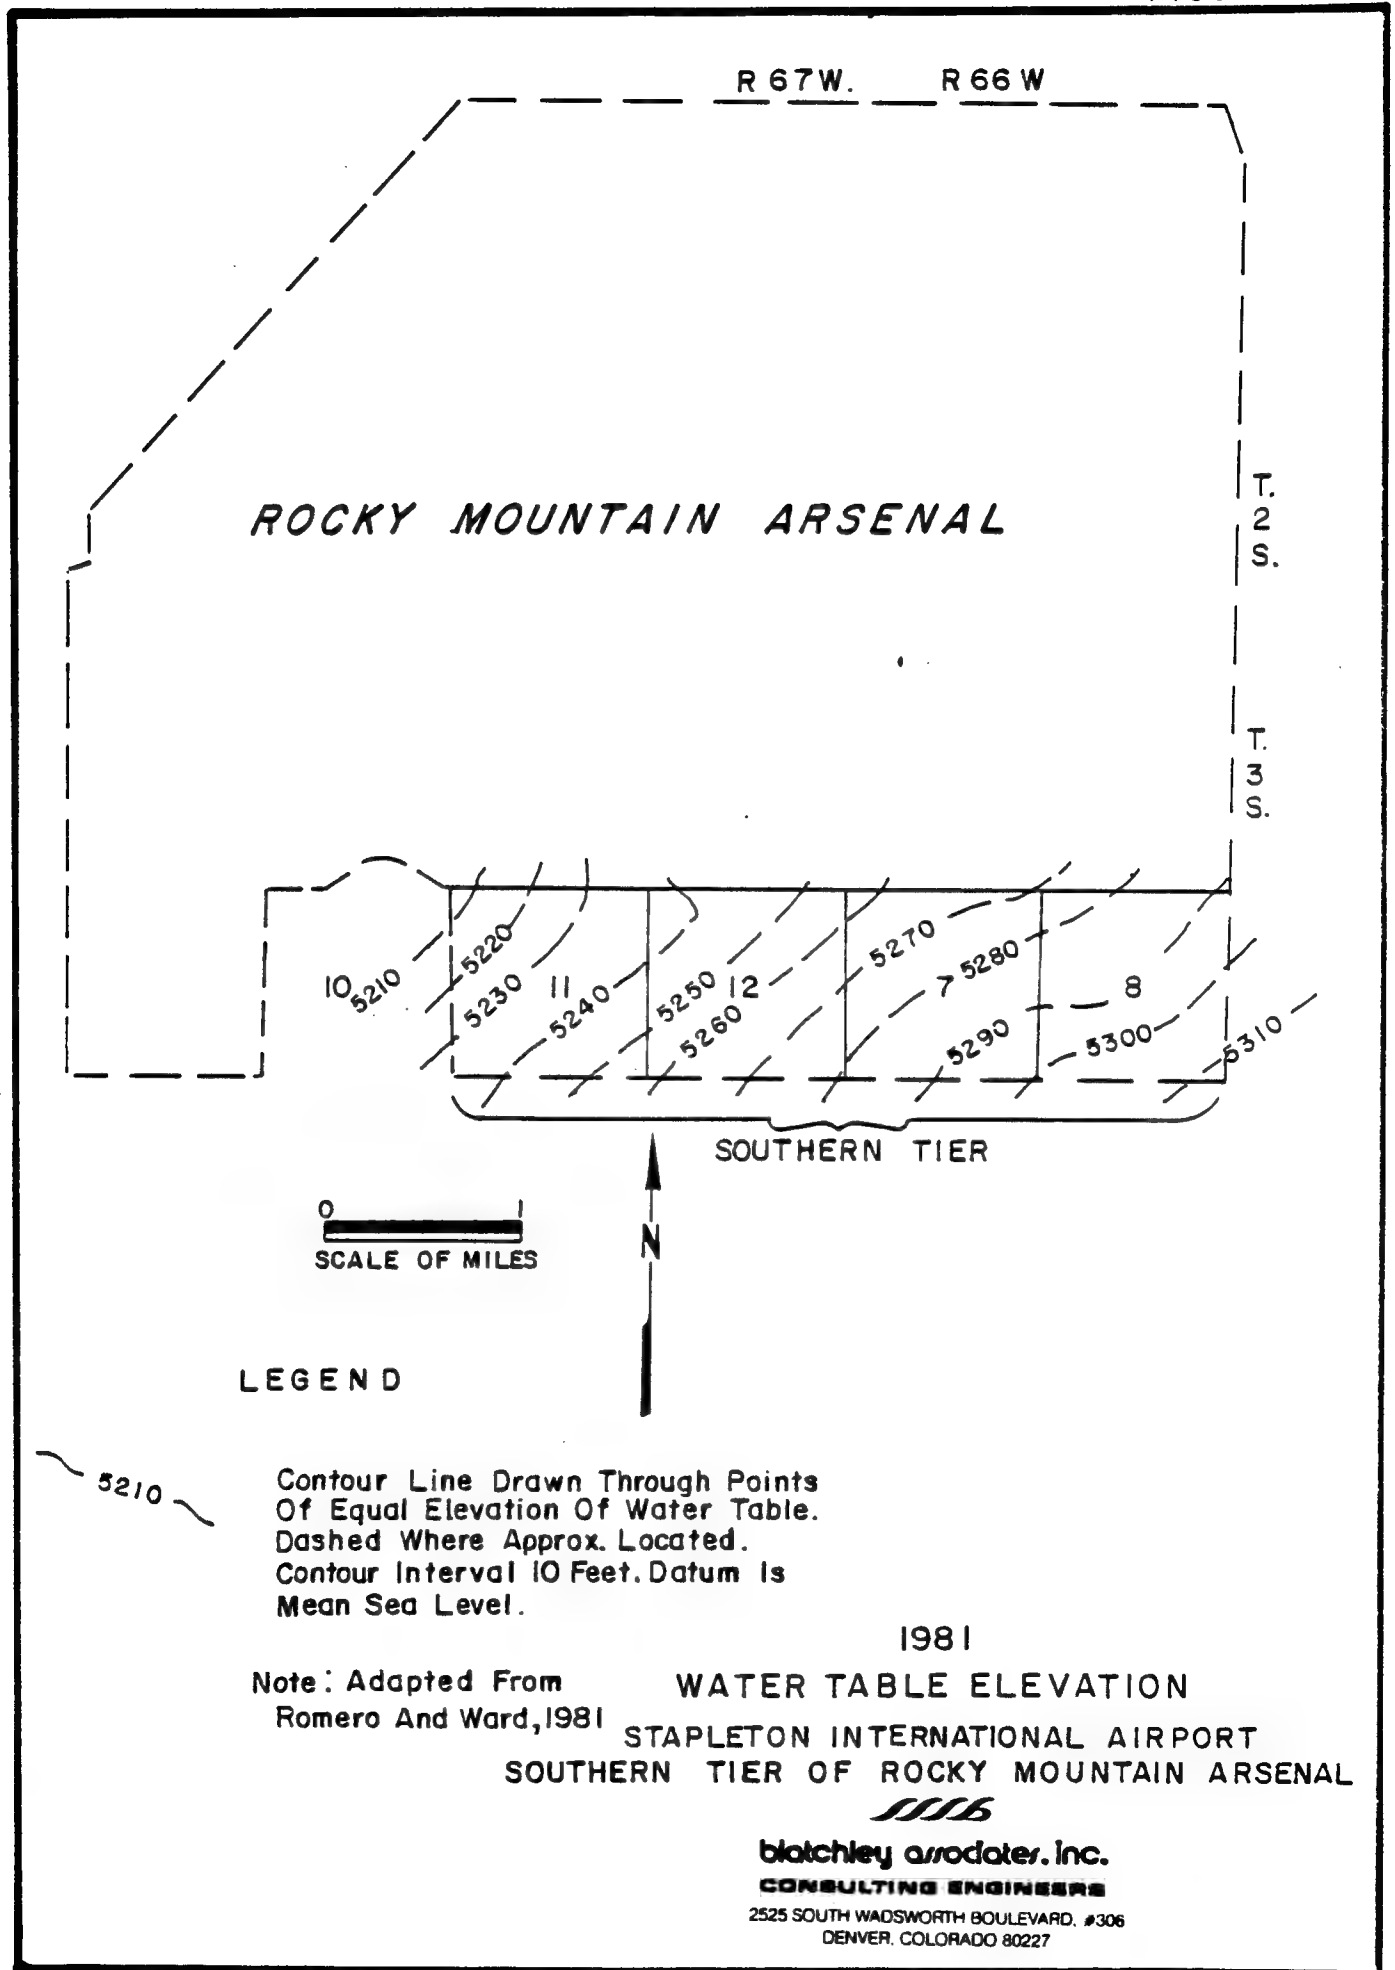 R 67W. R 66 W
ROCKY MOUNTAIN ARSENAL
T.
2
S.
T.
3
S.
10
5210
5220
5230
11
5240
5250
12
5260
5270
7
5280
5290
8
5300
5310
SOUTHERN TIER
0 1
SCALE OF MILES
N
LEGEND
5210
Contour Line Drawn Through Points
Of Equal Elevation Of Water Table.
Dashed Where Approx. Located.
Contour Interval 10 Feet. Datum Is
Mean Sea Level.
Note: Adapted From
Romero And Ward, 1981
1981
WATER TABLE ELEVATION
STAPLETON INTERNATIONAL AIRPORT
SOUTHERN TIER OF ROCKY MOUNTAIN ARSENAL
blatchley associates, inc.
CONSULTING ENGINEERS
2525 SOUTH WADSWORTH BOULEVARD, #306
DENVER, COLORADO 80227